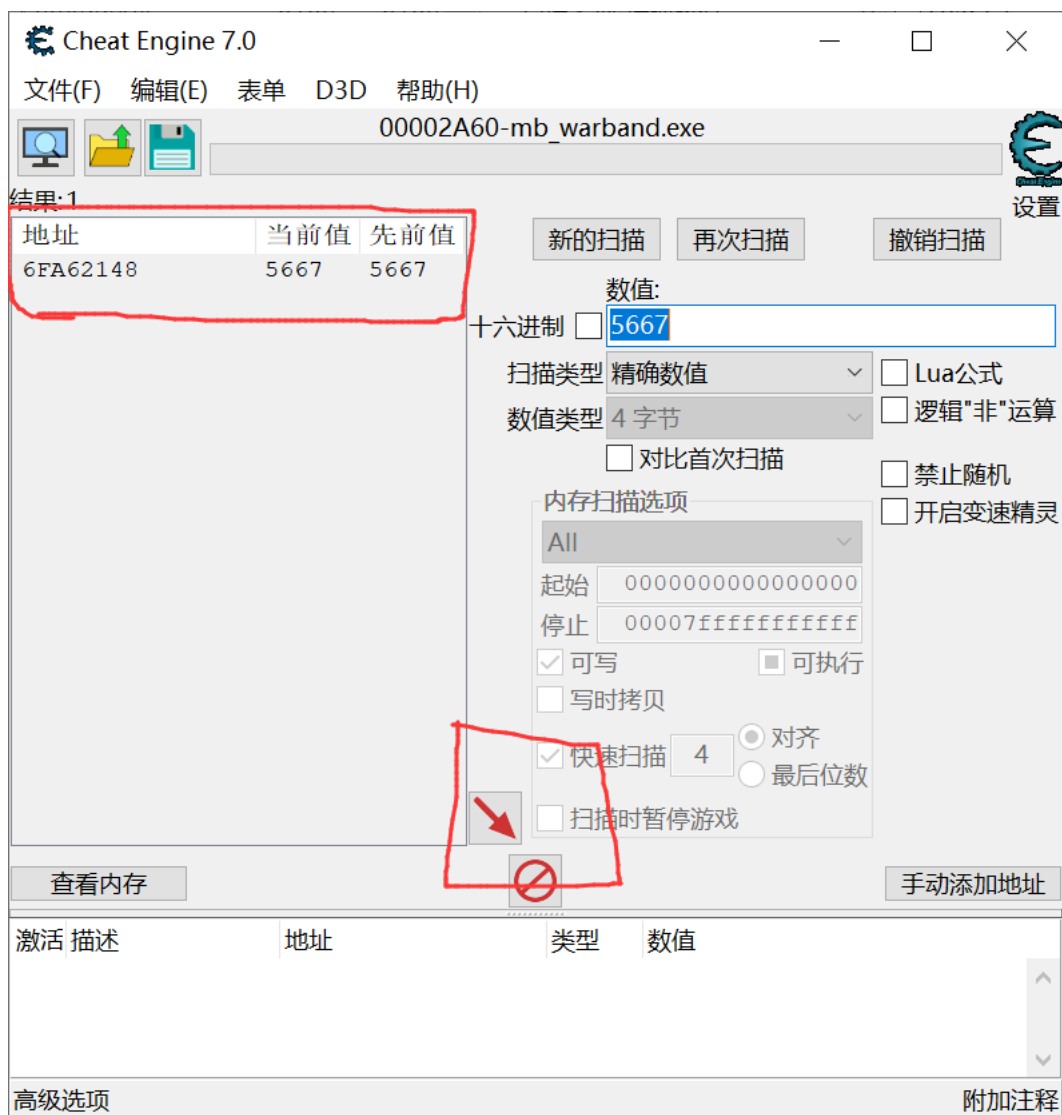 Cheat Engine 7.0
文件(F) 编辑(E) 表单 D3D 帮助(H)
00002A60-mb_warband.exe
结果:1
设置
地址 当前值 先前值
6FA62148 5667 5667
新的扫描 再次扫描 撤销扫描
数值:
十六进制 5667
扫描类型 精确数值 Lua公式
数值类型 4 字节 逻辑"非"运算
对比首次扫描
禁止随机
内存扫描选项
开启变速精灵
All
起始 0000000000000000
停止 00007fffffffffff
可写 可执行
写时拷贝
快速扫描 4 对齐
最后位数
扫描时暂停游戏
查看内存 手动添加地址
激活 描述 地址 类型 数值
高级选项 附加注释